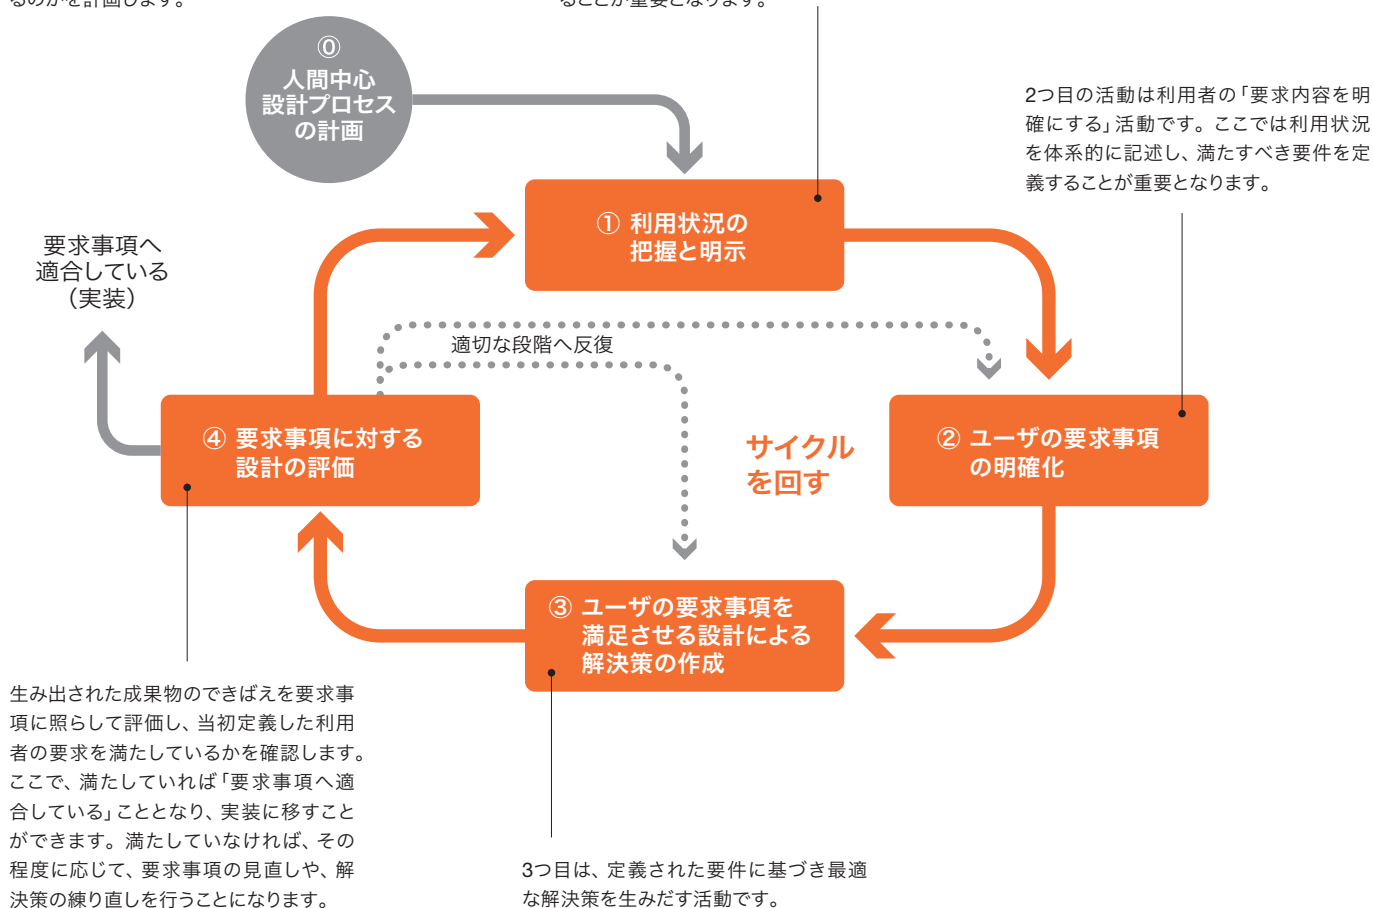 るのかを計画します。
ることが重要となります。
⓪
人間中心
設計プロセス
の計画
2つ目の活動は利用者の「要求内容を明
確にする」活動です。ここでは利用状況
を体系的に記述し、満たすべき要件を定
義することが重要となります。
① 利用状況の
把握と明示
要求事項へ
適合している
（実装）
適切な段階へ反復
④ 要求事項に対する
設計の評価
サイクル
を回す
② ユーザの要求事項
の明確化
③ ユーザの要求事項を
満足させる設計による
解決策の作成
生み出された成果物のできばえを要求事
項に照らして評価し、当初定義した利用
者の要求を満たしているかを確認します。
ここで、満たしていれば「要求事項へ適
合している」こととなり、実装に移すこと
ができます。満たしていなければ、その
程度に応じて、要求事項の見直しや、解
決策の練り直しを行うことになります。
3つ目は、定義された要件に基づき最適
な解決策を生みだす活動です。